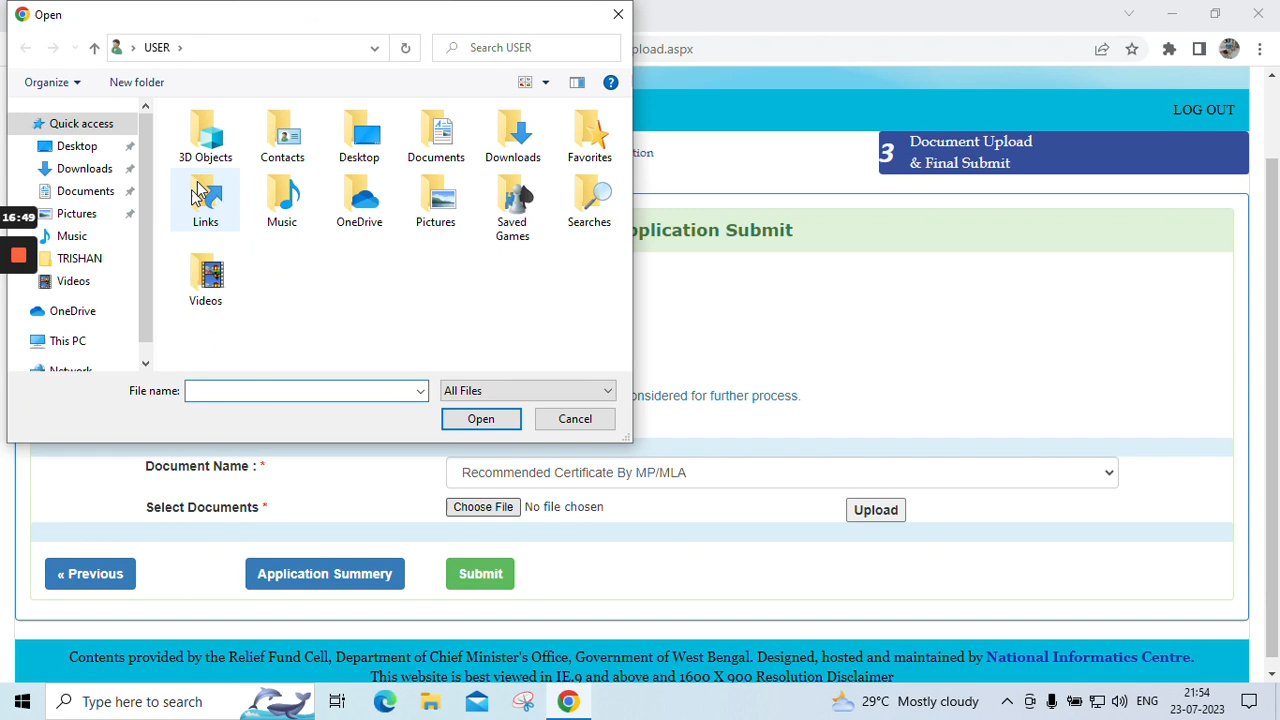 Open
USER
Search USER
pload.aspx
Organize
New folder
LOG OUT
Quick access
Desktop
Downloads
Documents
Pictures
Music
TRISHAN
Videos
OneDrive
This PC
Network
3D Objects
Contacts
Desktop
Documents
Downloads
Favorites
Links
Music
OneDrive
Pictures
Saved
Games
Searches
Videos
16:49
tion
3
Document Upload
& Final Submit
pplication Submit
File name:
All Files
Open
Cancel
onsidered for further process.
Document Name : *
Recommended Certificate By MP/MLA
Select Documents *
Choose File No file chosen
Upload
« Previous
Application Summery
Submit
Contents provided by the Relief Fund Cell, Department of Chief Minister's Office, Government of West Bengal. Designed, hosted and maintained by National Informatics Centre.
This website is best viewed in IE.9 and above and 1600 X 900 Resolution Disclaimer
Type here to search
29°C Mostly cloudy
ENG
21:54
23-07-2023